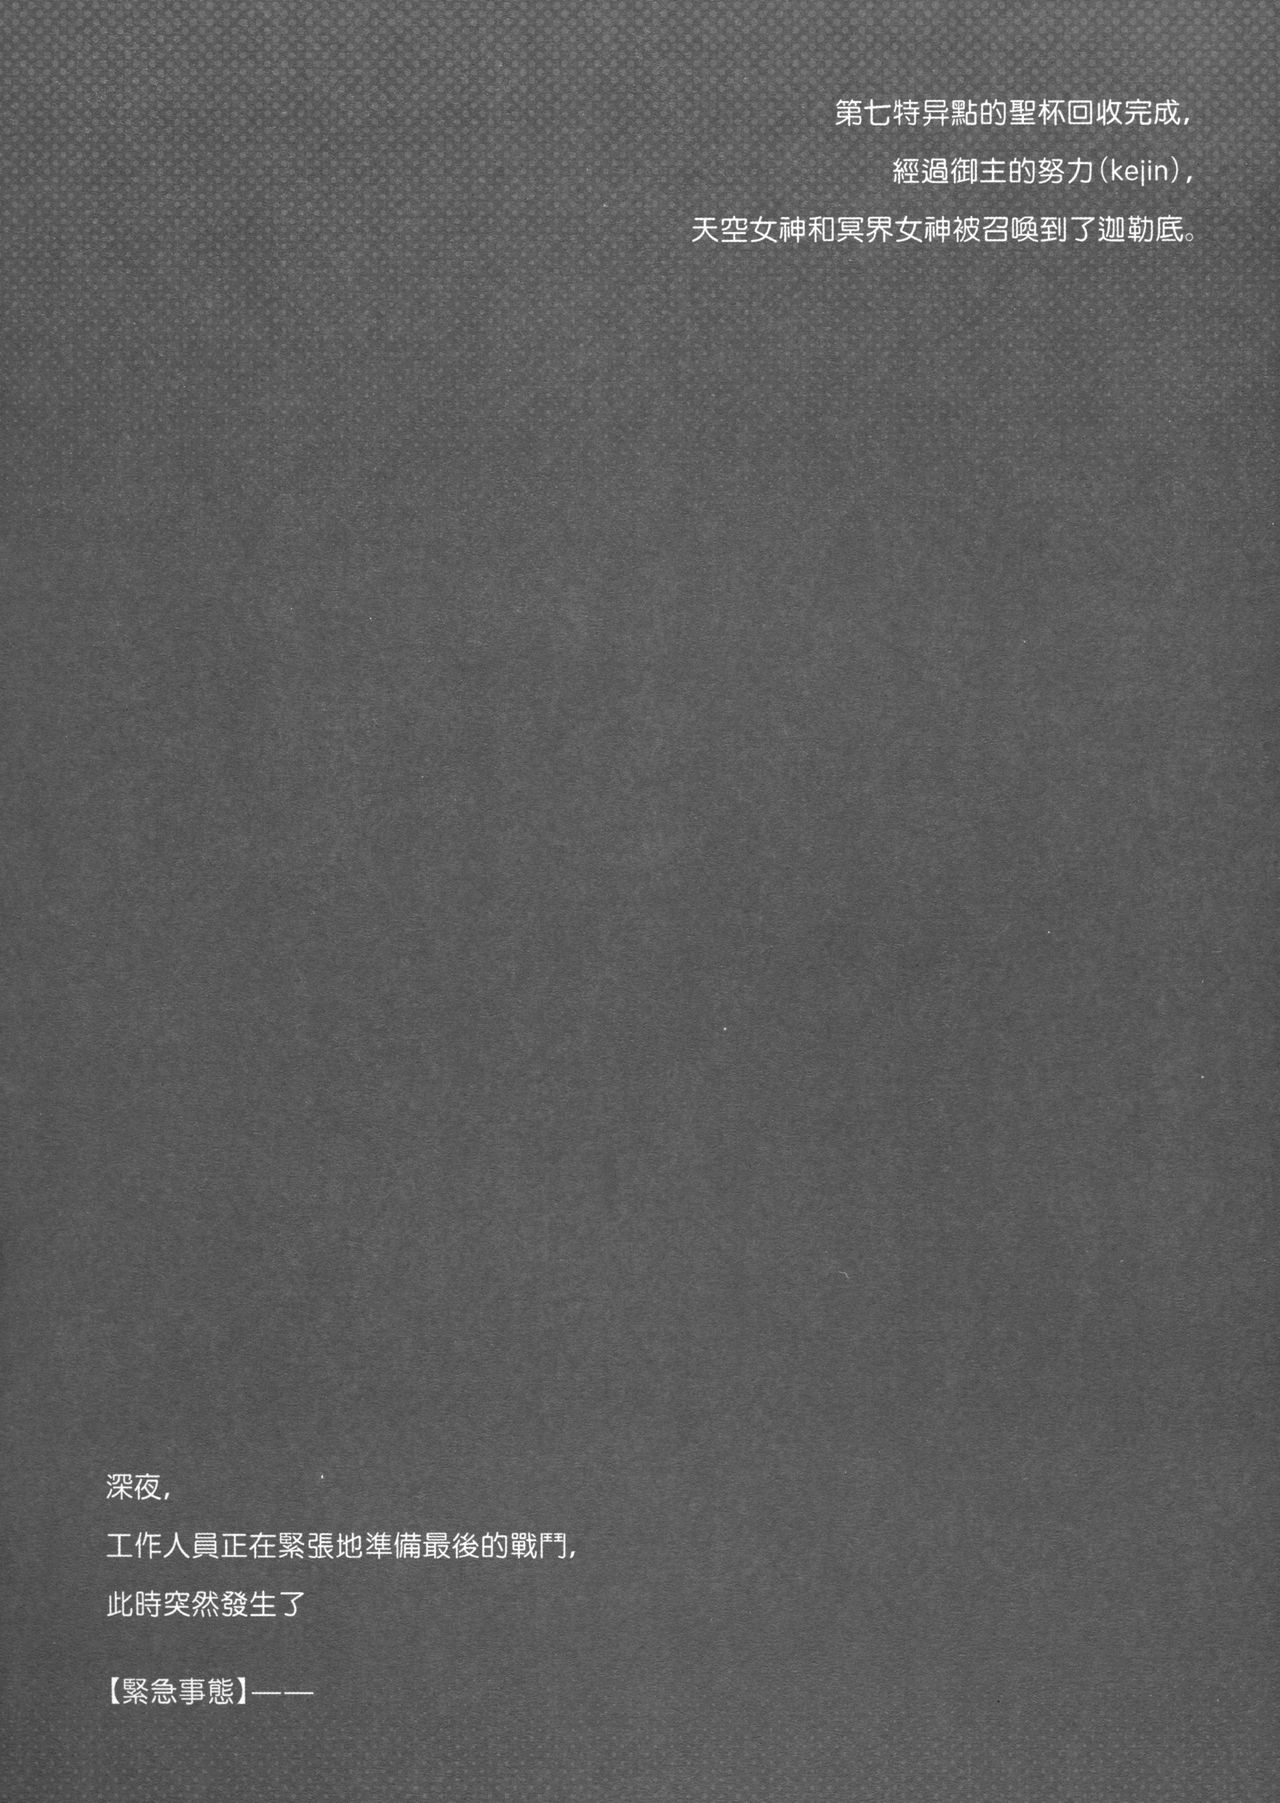 第七特异點的聖杯回收完成,
經過御主的努力(kejin),
天空女神和冥界女神被召喚到了迦勒底。
深夜,
工作人員正在緊張地準備最後的戰鬥,
此時突然發生了
【緊急事態】——